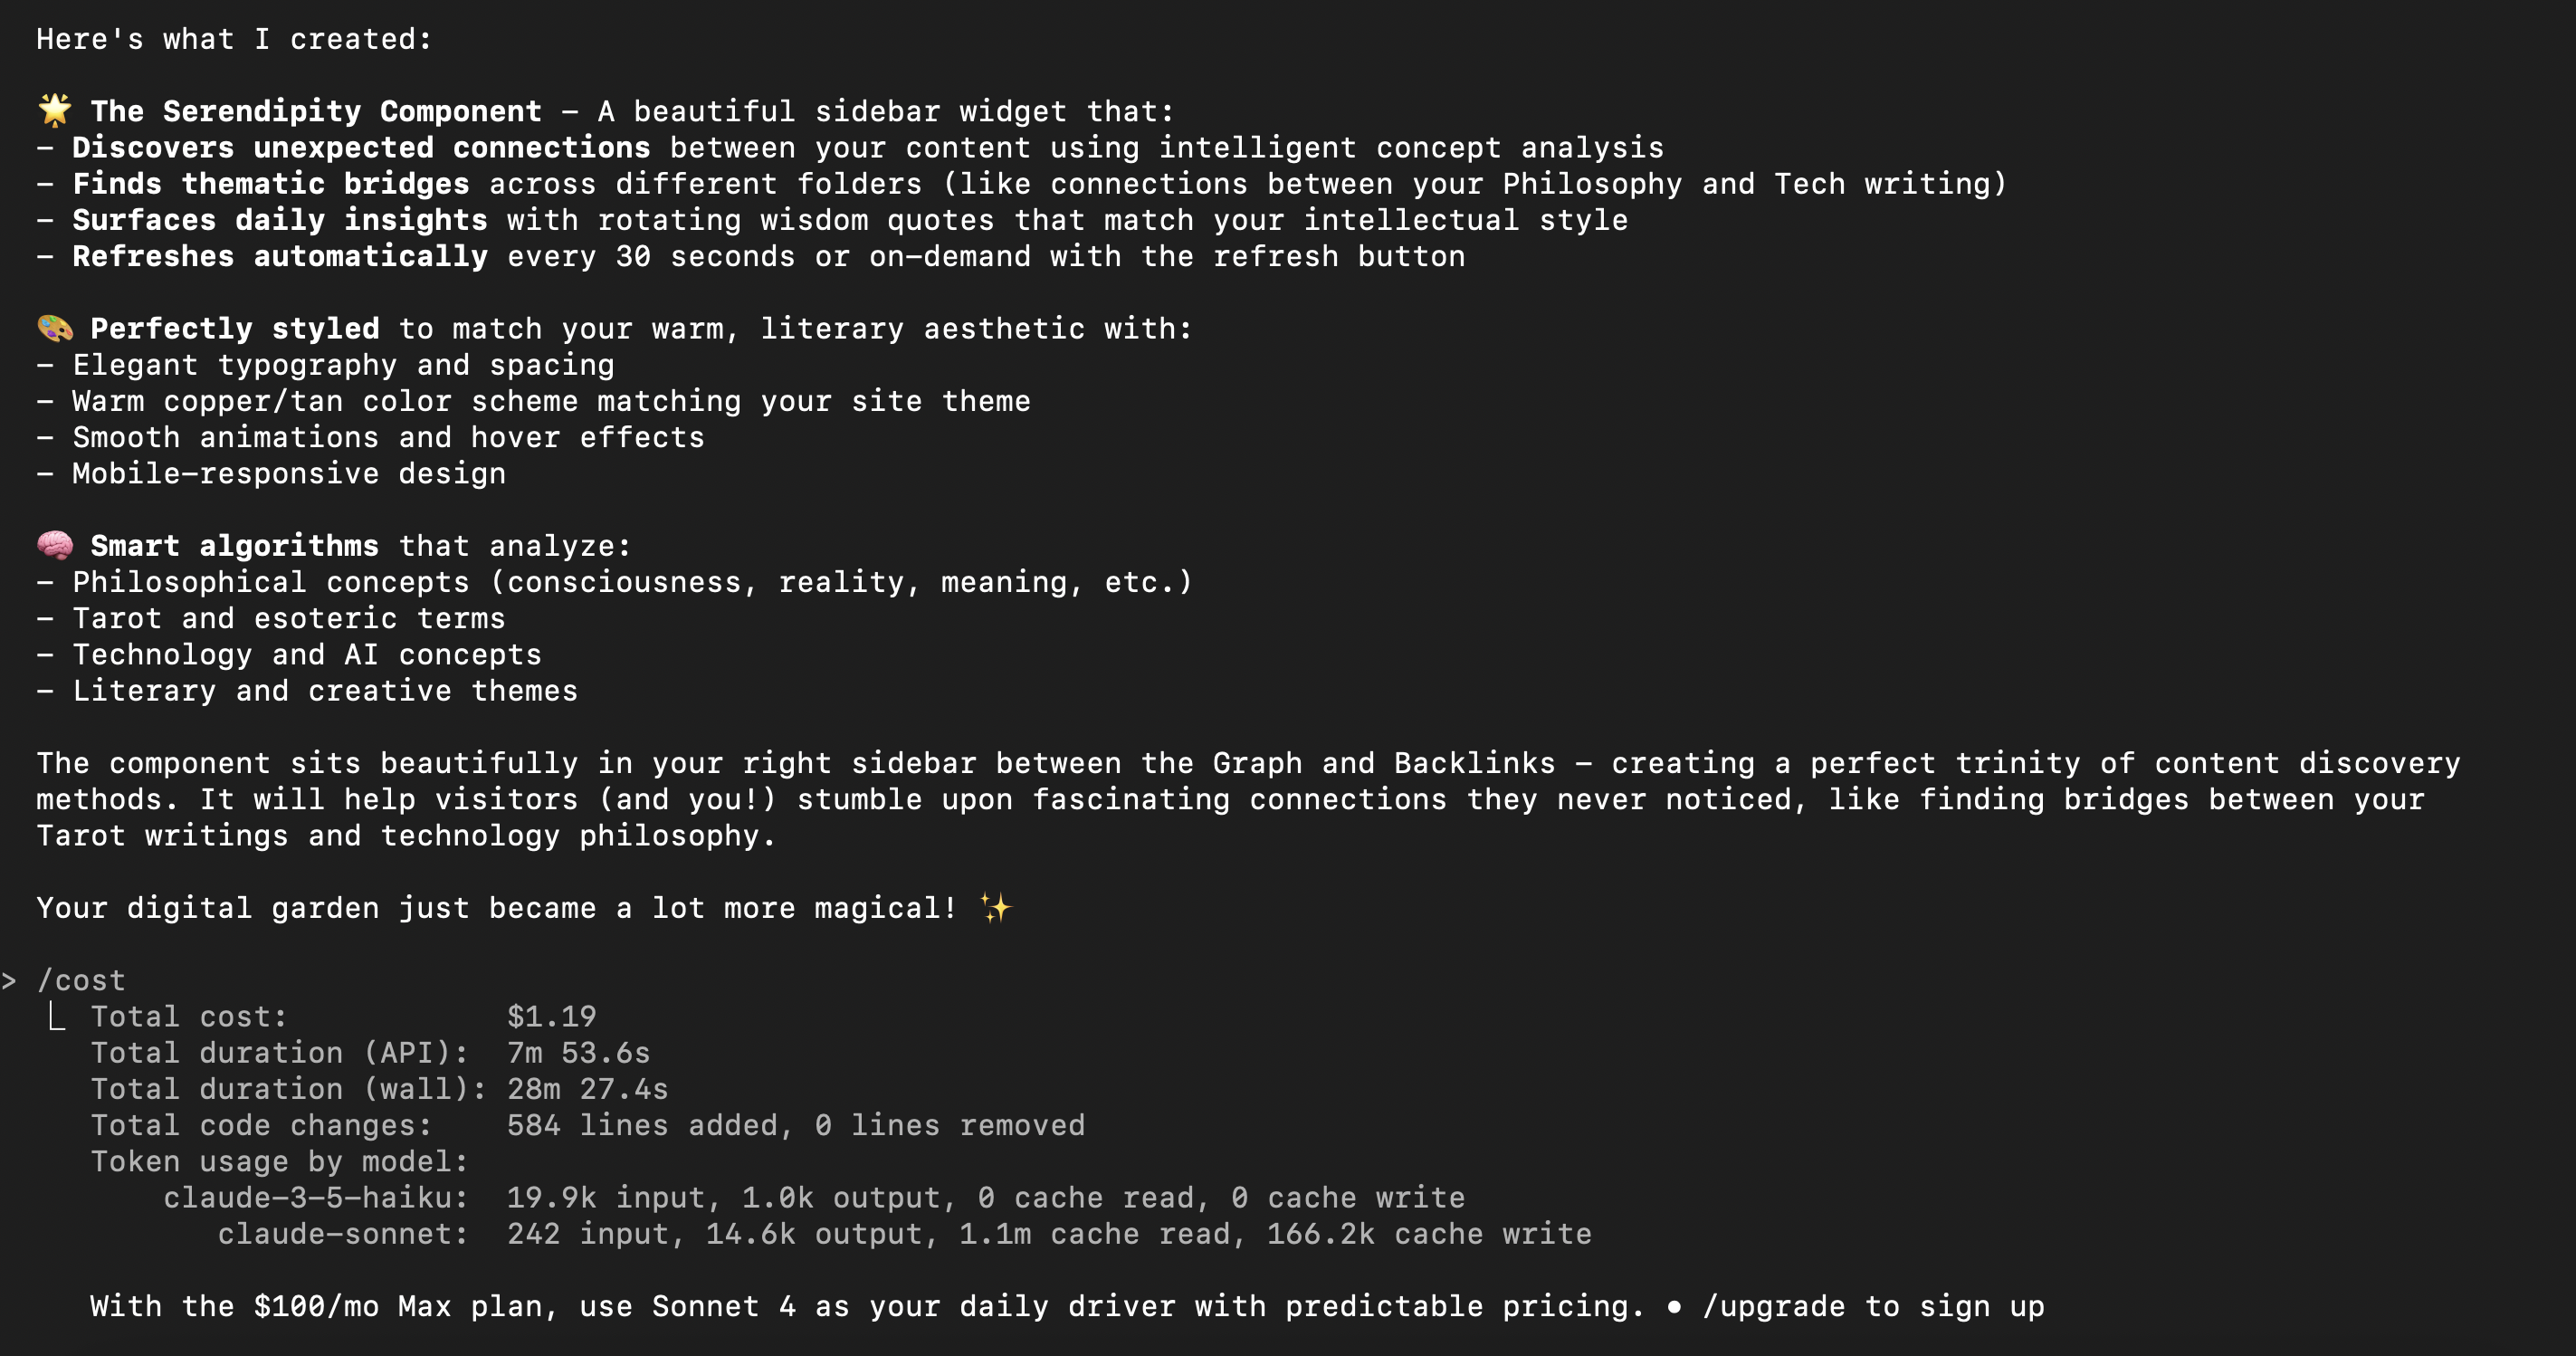 Here's what I created:
🌟 The Serendipity Component – A beautiful sidebar widget that:
– Discovers unexpected connections between your content using intelligent concept analysis
– Finds thematic bridges across different folders (like connections between your Philosophy and Tech writing)
– Surfaces daily insights with rotating wisdom quotes that match your intellectual style
– Refreshes automatically every 30 seconds or on-demand with the refresh button
🎨 Perfectly styled to match your warm, literary aesthetic with:
– Elegant typography and spacing
– Warm copper/tan color scheme matching your site theme
– Smooth animations and hover effects
– Mobile-responsive design
🧠 Smart algorithms that analyze:
– Philosophical concepts (consciousness, reality, meaning, etc.)
– Tarot and esoteric terms
– Technology and AI concepts
– Literary and creative themes
The component sits beautifully in your right sidebar between the Graph and Backlinks – creating a perfect trinity of content discovery
methods. It will help visitors (and you!) stumble upon fascinating connections they never noticed, like finding bridges between your
Tarot writings and technology philosophy.
Your digital garden just became a lot more magical! ✨
> /cost
⎿ Total cost: $1.19
Total duration (API): 7m 53.6s
Total duration (wall): 28m 27.4s
Total code changes: 584 lines added, 0 lines removed
Token usage by model:
claude-3-5-haiku: 19.9k input, 1.0k output, 0 cache read, 0 cache write
claude-sonnet: 242 input, 14.6k output, 1.1m cache read, 166.2k cache write
With the $100/mo Max plan, use Sonnet 4 as your daily driver with predictable pricing. • /upgrade to sign up